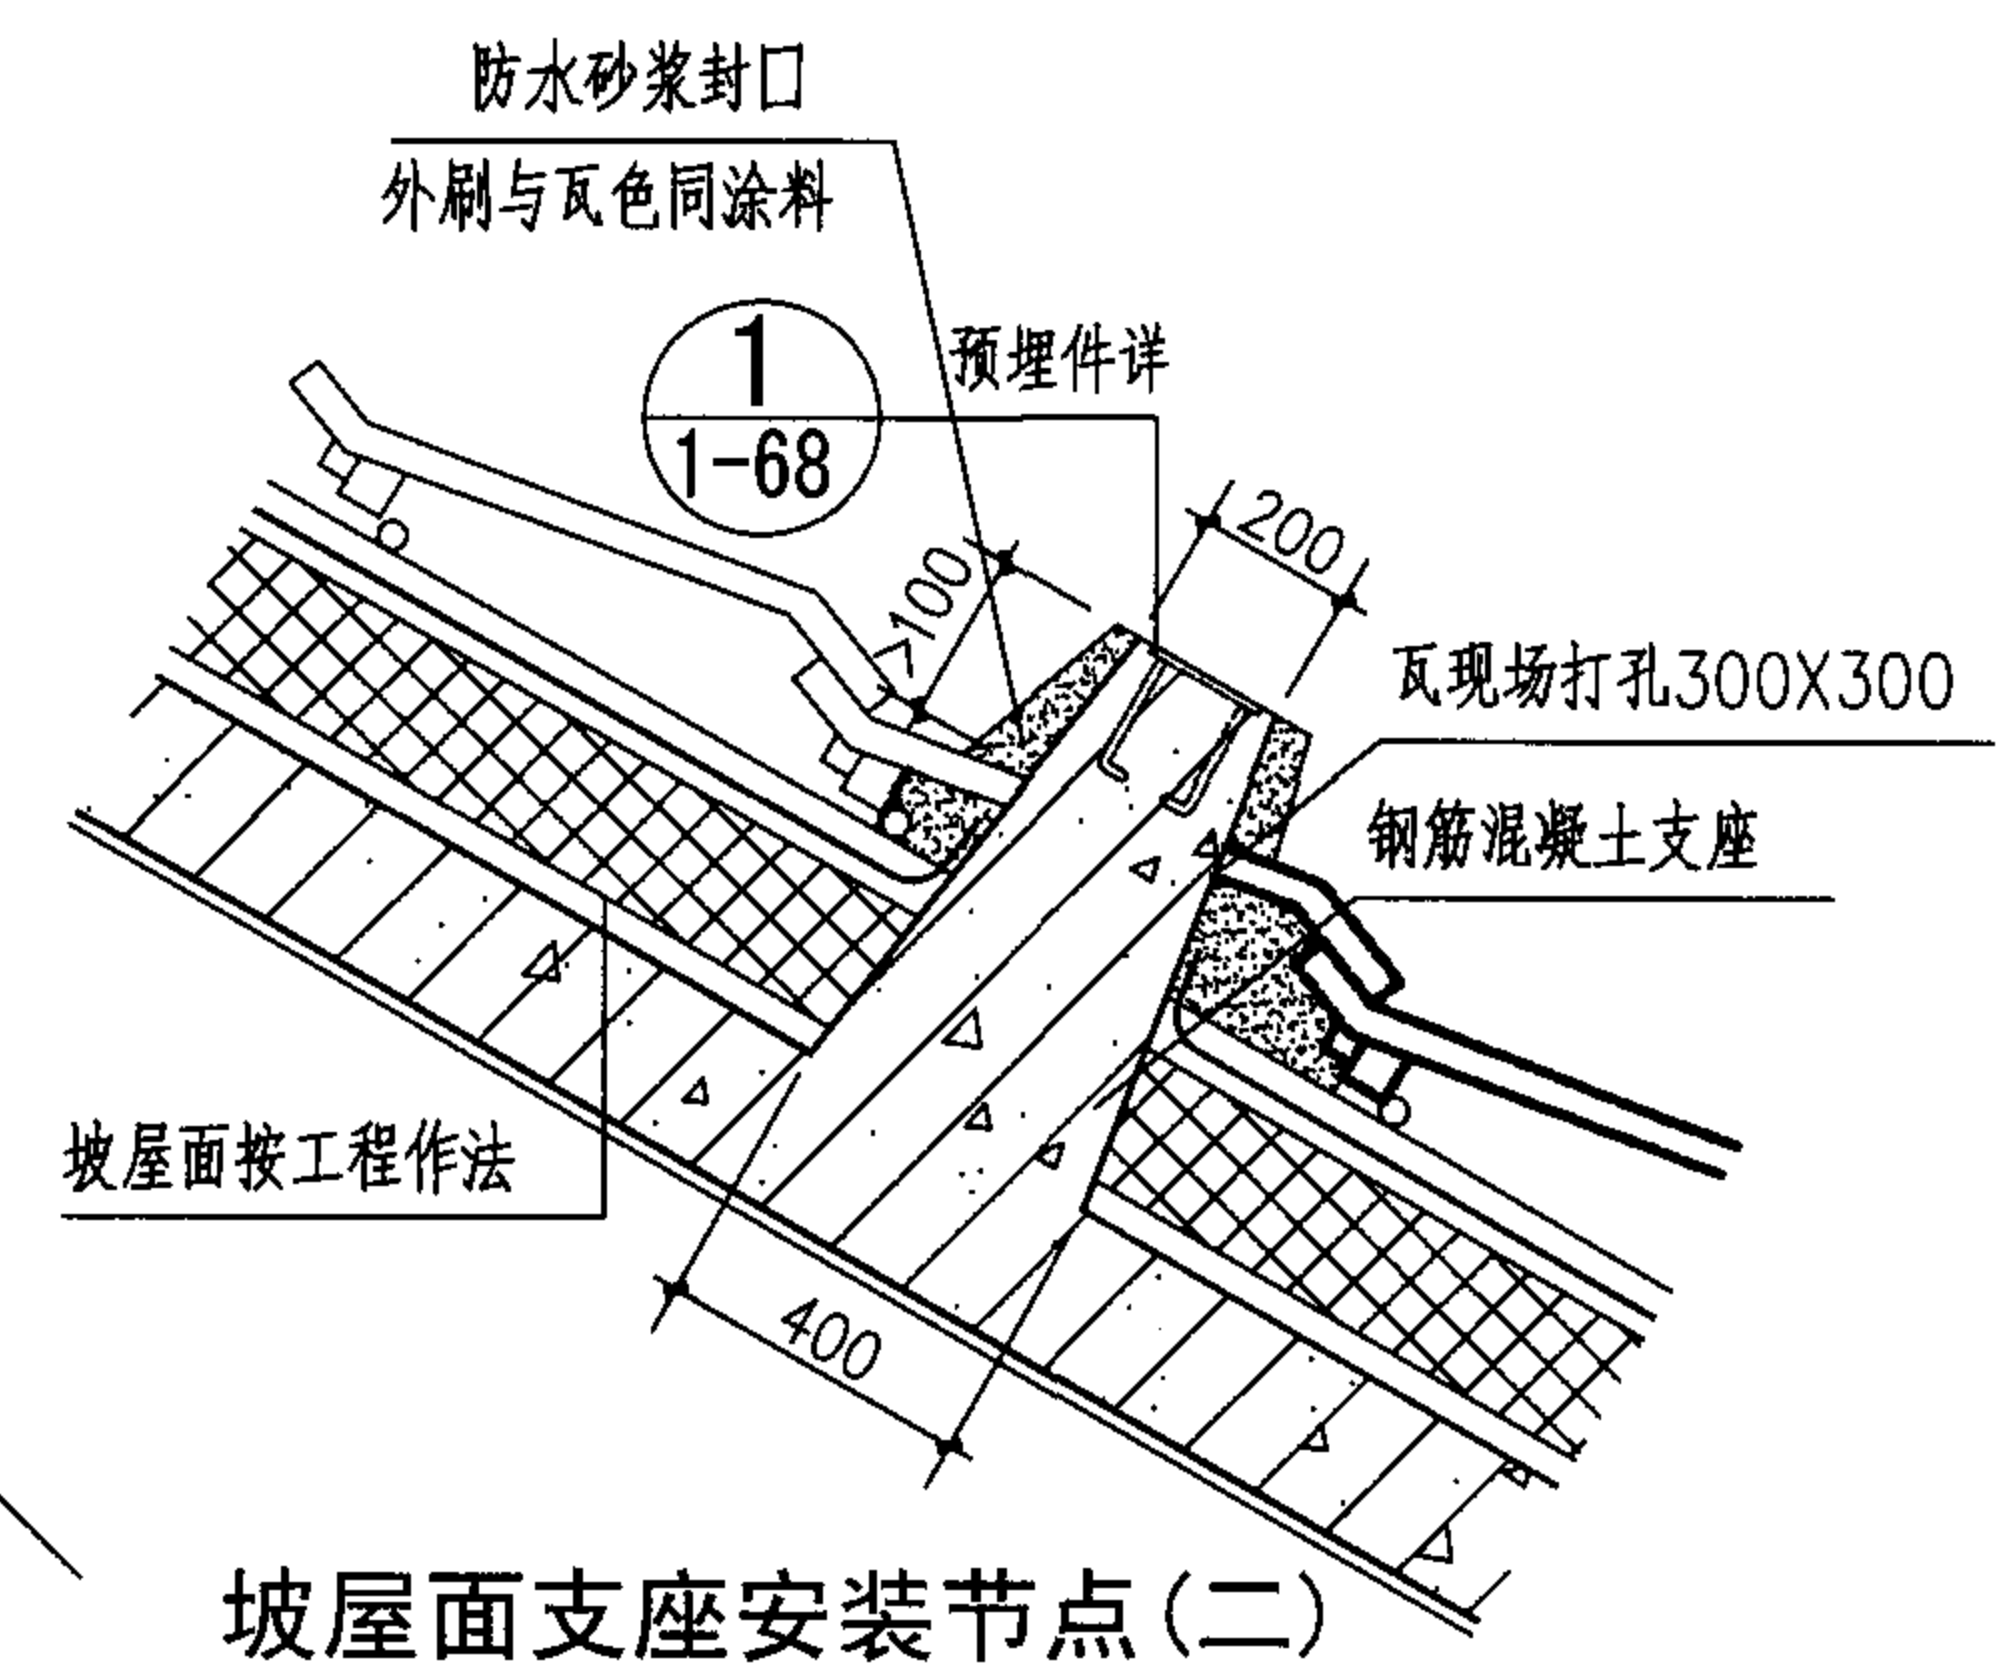 防水砂浆封口
外刷与瓦色同涂料
1
1-68
预埋件详
200
>100
瓦现场打孔300X300
钢筋混凝土支座
坡屋面按工程作法
400
坡屋面支座安装节点(二)